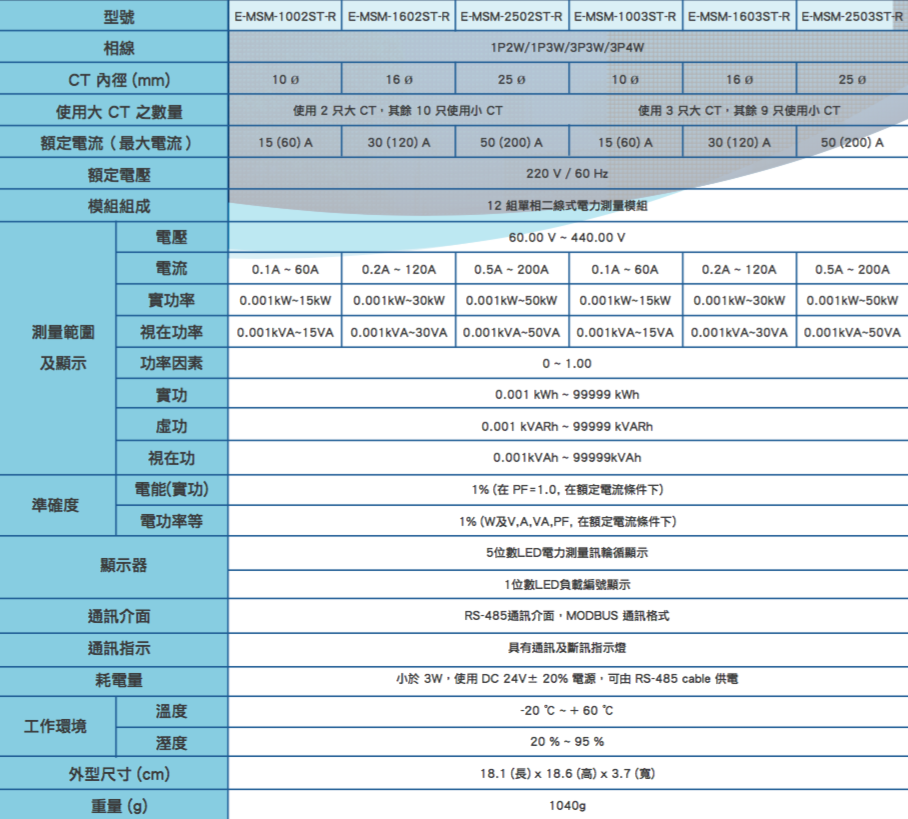 型號 E-MSM-1002ST-R E-MSM-1602ST-R E-MSM-2502ST-R E-MSM-1003ST-R E-MSM-1603ST-R E-MSM-2503ST-R
相線 1P2W/1P3W/3P3W/3P4W
CT 內徑 (mm) 10 ø 16 ø 25 ø 10 ø 16 ø 25 ø
使用大 CT 之數量 使用 2 只大 CT，其餘 10 只使用小 CT 使用 3 只大 CT，其餘 9 只使用小 CT
額定電流 ( 最大電流 ) 15 (60) A 30 (120) A 50 (200) A 15 (60) A 30 (120) A 50 (200) A
額定電壓 220 V / 60 Hz
模組組成 12 組單相二線式電力測量模組
測量範圍
及顯示
電壓 60.00 V ~ 440.00 V
電流 0.1A ~ 60A 0.2A ~ 120A 0.5A ~ 200A 0.1A ~ 60A 0.2A ~ 120A 0.5A ~ 200A
實功率 0.001kW~15kW 0.001kW~30kW 0.001kW~50kW 0.001kW~15kW 0.001kW~30kW 0.001kW~50kW
視在功率 0.001kVA~15VA 0.001kVA~30VA 0.001kVA~50VA 0.001kVA~15VA 0.001kVA~30VA 0.001kVA~50VA
功率因素 0 ~ 1.00
實功 0.001 kWh ~ 99999 kWh
虛功 0.001 kVARh ~ 99999 kVARh
視在功 0.001kVAh ~ 99999kVAh
準確度
電能(實功) 1% (在 PF=1.0, 在額定電流條件下)
電功率等 1% (W及V,A,VA,PF, 在額定電流條件下)
顯示器
5位數LED電力測量訊輪循顯示
1位數LED負載編號顯示
通訊介面 RS-485通訊介面，MODBUS 通訊格式
通訊指示 具有通訊及斷訊指示燈
耗電量 小於 3W，使用 DC 24V± 20% 電源，可由 RS-485 cable 供電
工作環境
溫度 -20 ℃ ~ + 60 ℃
溼度 20 % ~ 95 %
外型尺寸 (cm) 18.1 (長) x 18.6 (高) x 3.7 (寬)
重量 (g) 1040g